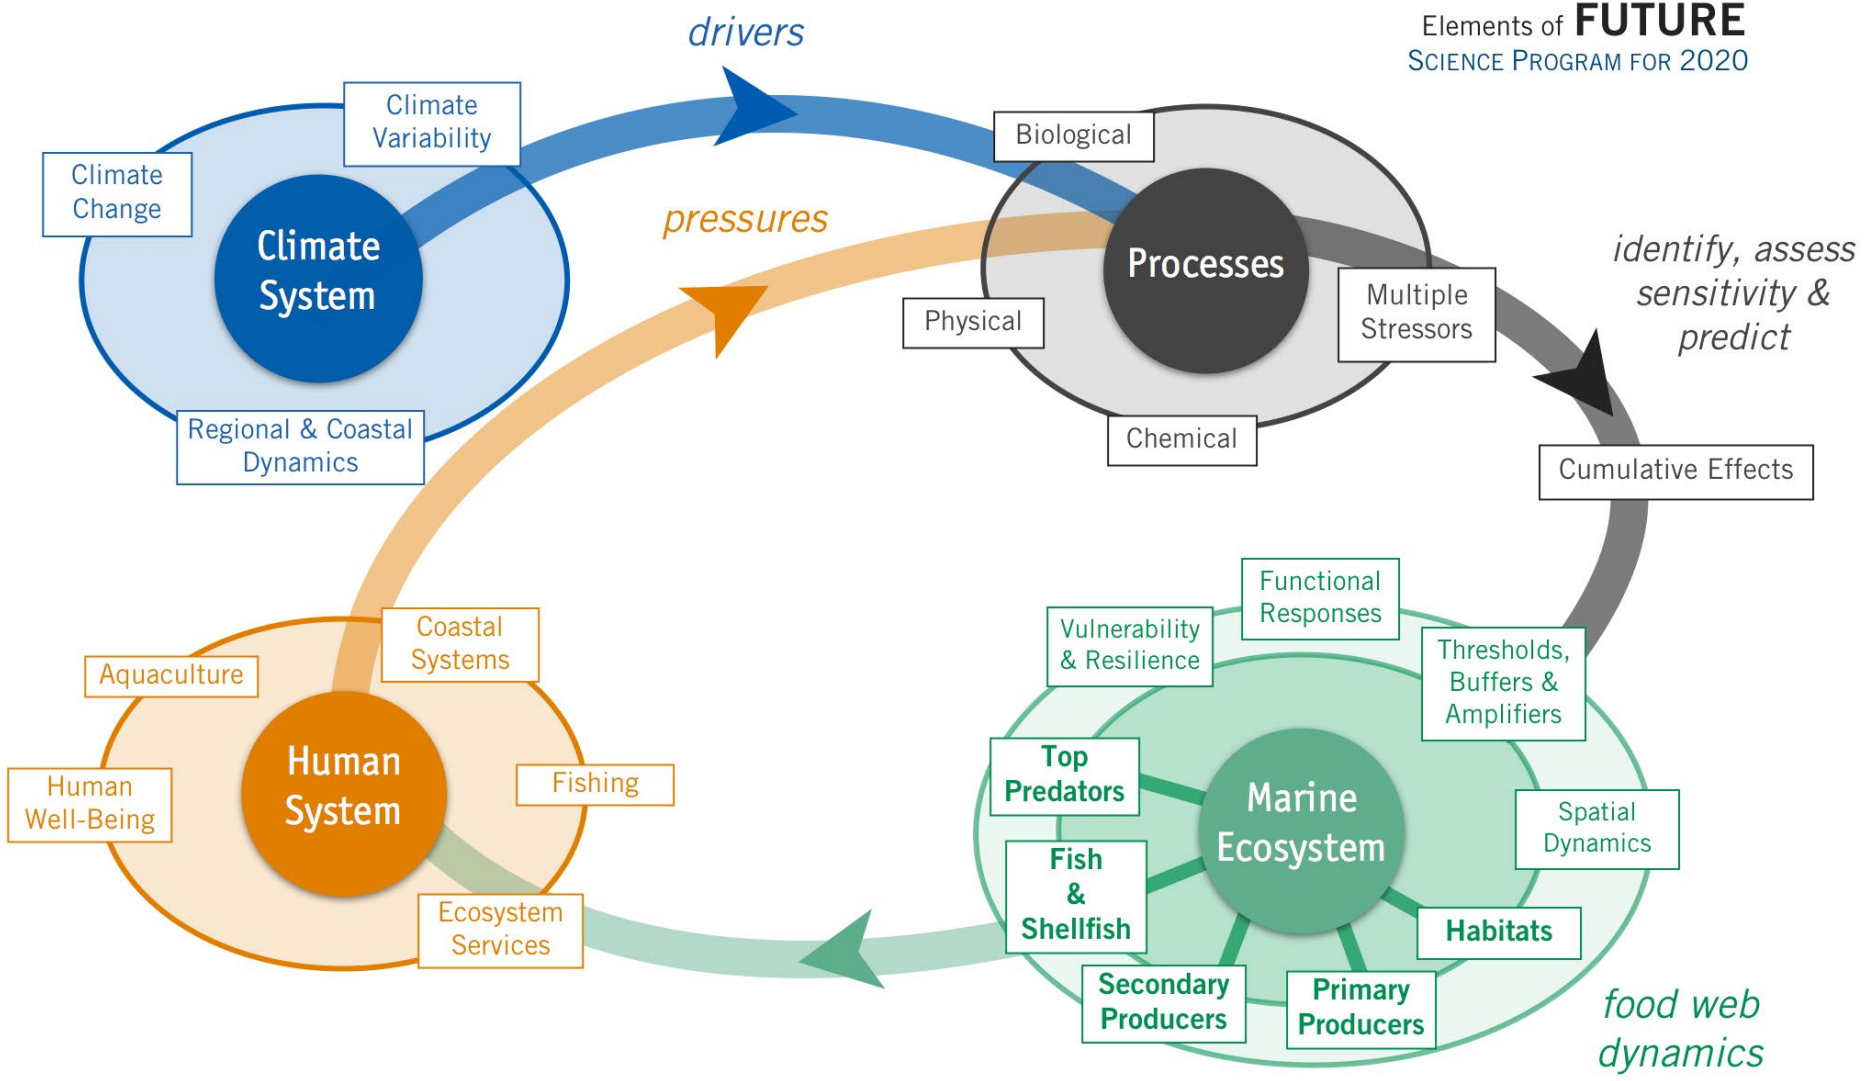 drivers
Elements of FUTURE
SCIENCE PROGRAM FOR 2020
Climate
Variability
Climate
Change
Climate
System
Regional & Coastal
Dynamics
pressures
Biological
Processes
Physical
Multiple
Stressors
Chemical
identify, assess
sensitivity &
predict
Cumulative Effects
Coastal
Systems
Aquaculture
Human
System
Human
Well-Being
Fishing
Ecosystem
Services
Functional
Responses
Vulnerability
& Resilience
Thresholds,
Buffers &
Amplifiers
Top
Predators
Marine
Ecosystem
Spatial
Dynamics
Fish
&
Shellfish
Habitats
Secondary
Producers
Primary
Producers
food web
dynamics